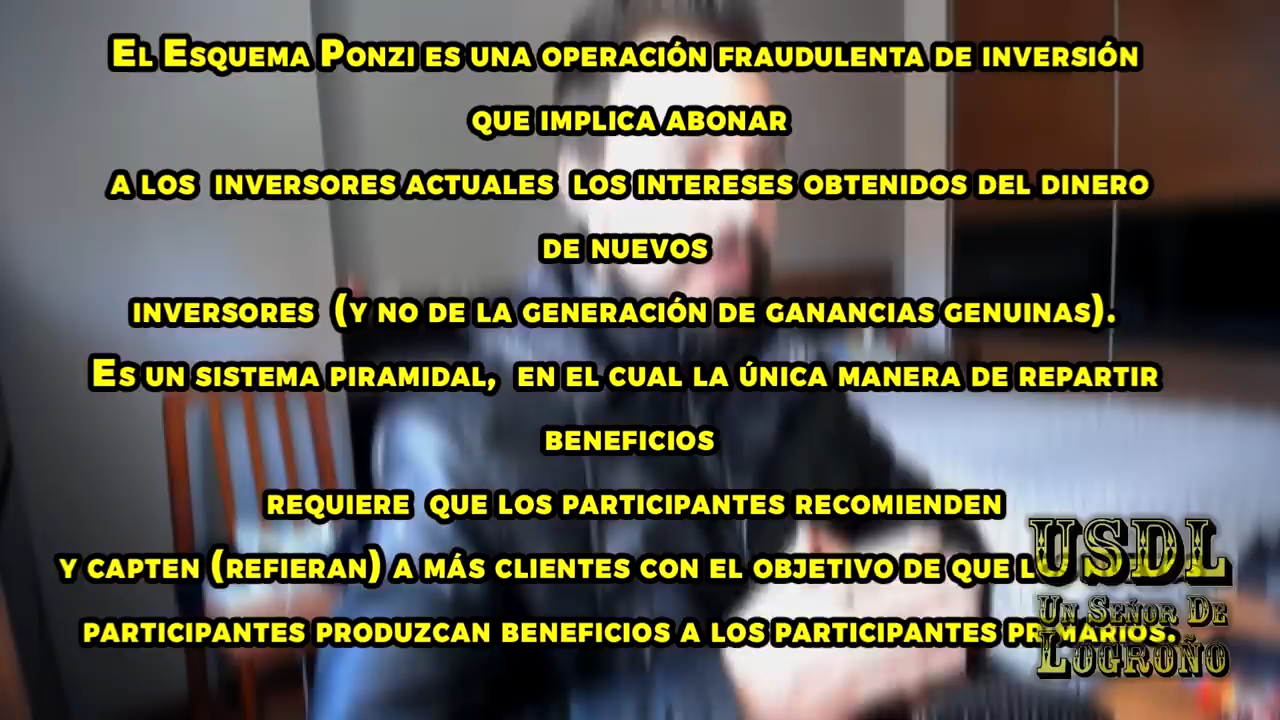 El Esquema Ponzi es una operación fraudulenta de inversión
que implica abonar
a los inversores actuales los intereses obtenidos del dinero
de nuevos
inversores (y no de la generación de ganancias genuinas).
Es un sistema piramidal, en el cual la única manera de repartir
beneficios
requiere que los participantes recomienden
y capten (refieran) a más clientes con el objetivo de que
participantes produzcan beneficios a los participantes primarios.
USDL
Un Señor De
Logroño